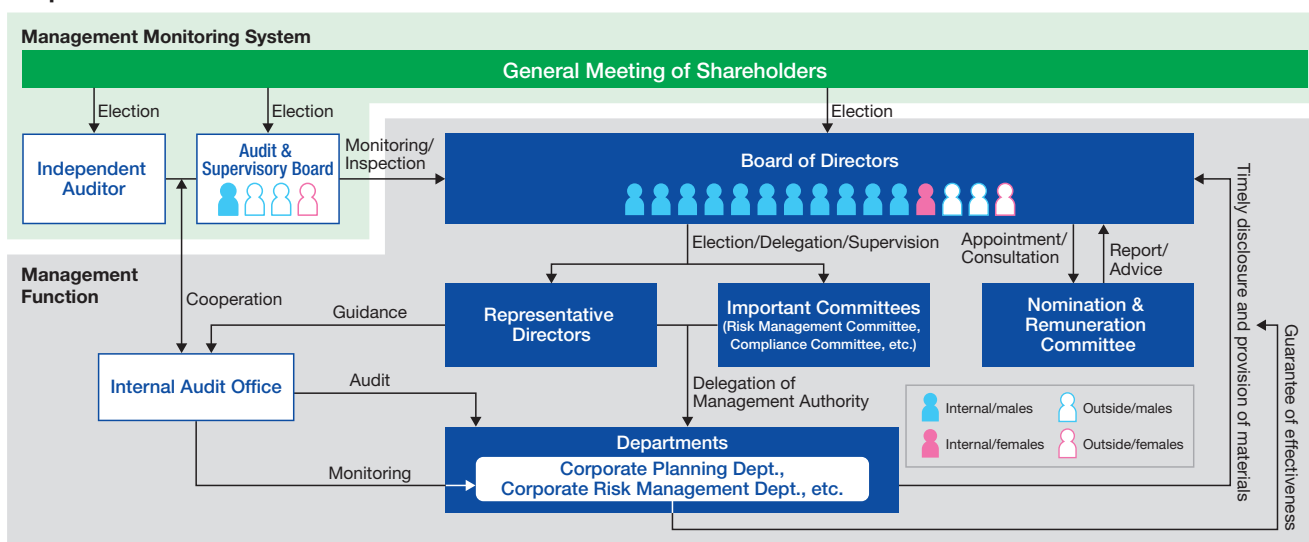 Management Monitoring System
General Meeting of Shareholders
Election
Election
Election
Independent
Auditor
Audit &
Supervisory Board
Monitoring/
Inspection
Board of Directors
Election/Delegation/Supervision
Appointment/
Consultation
Report/
Advice
Timely disclosure and provision of materials
Management
Function
Cooperation
Guidance
Representative
Directors
Important Committees
(Risk Management Committee,
Compliance Committee, etc.)
Nomination &
Remuneration
Committee
Guarantee of effectiveness
Internal Audit Office
Audit
Delegation of
Management Authority
Internal/males
Outside/males
Internal/females
Outside/females
Departments
Corporate Planning Dept.,
Corporate Risk Management Dept., etc.
Monitoring